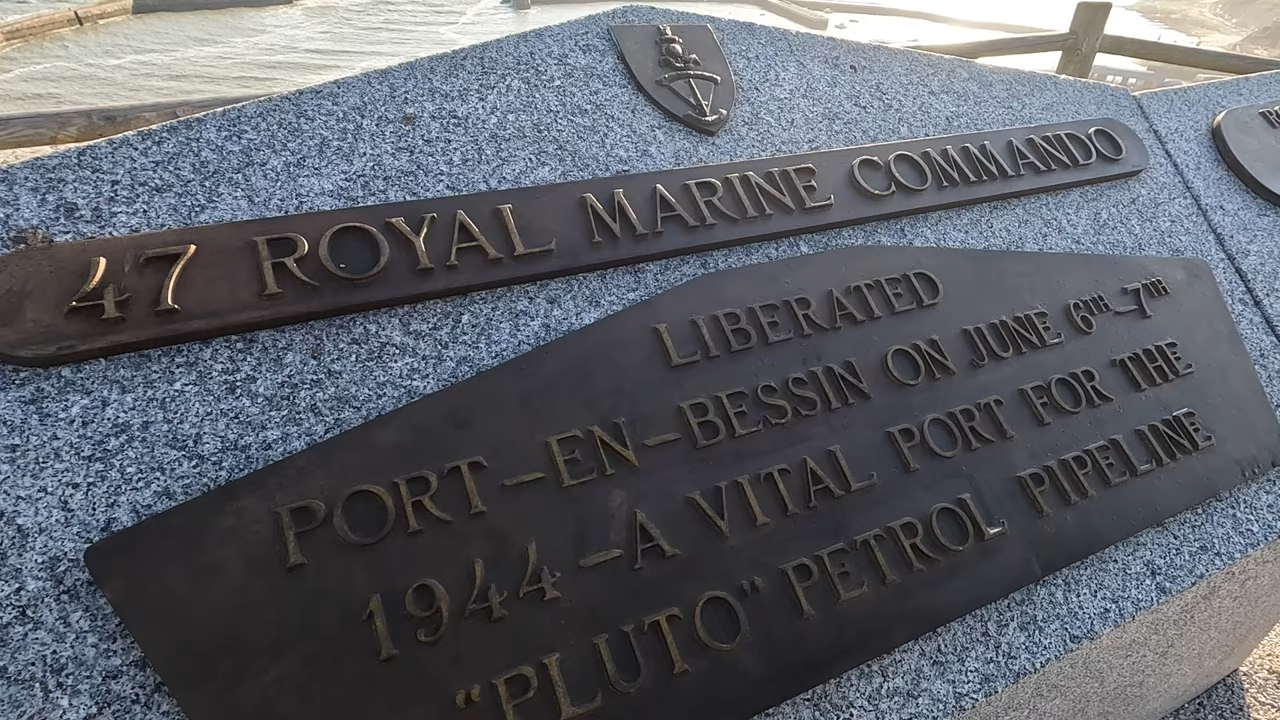 47 ROYAL MARINE COMMANDO
LIBERATED
PORT-EN-BESSIN ON JUNE 6TH-7TH
1944-A VITAL PORT FOR THE
"PLUTO" PETROL PIPELINE